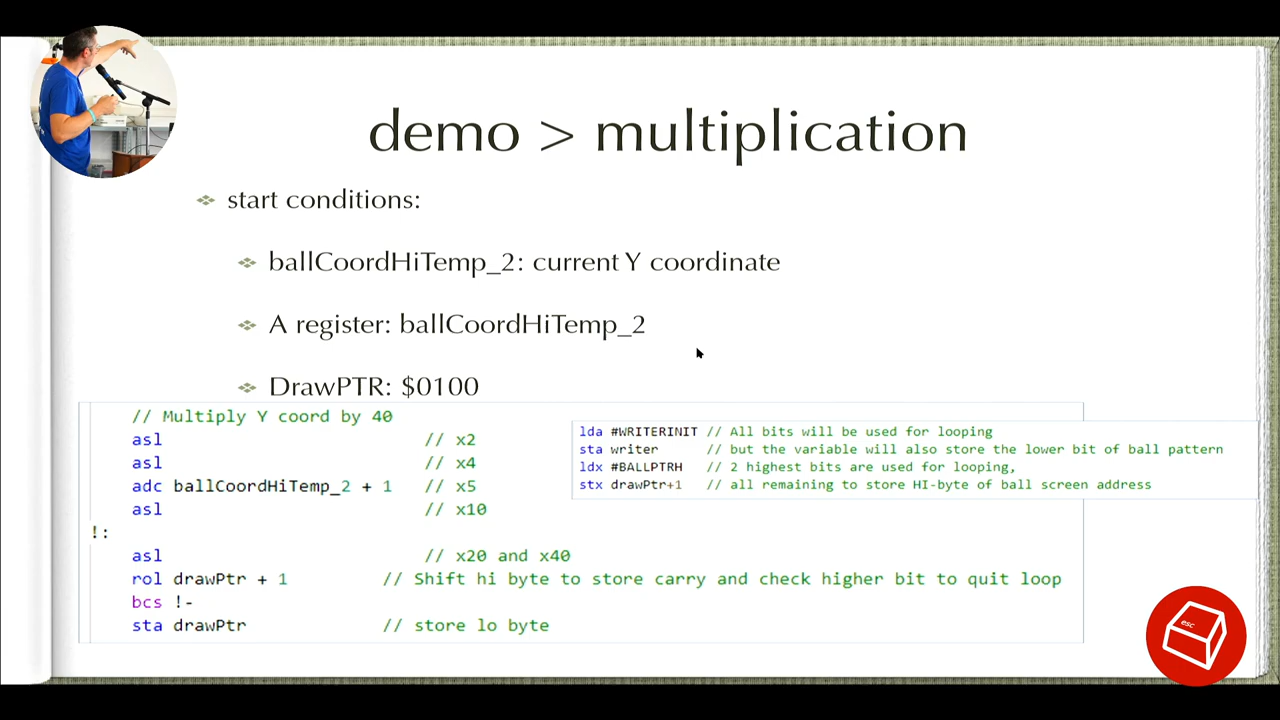 demo > multiplication
start conditions:
ballCoordHiTemp_2: current Y coordinate
A register: ballCoordHiTemp_2
DrawPTR: $0100
// Multiply Y coord by 40
asl // x2
asl // x4
adc ballCoordHiTemp_2 + 1 // x5
asl // x10
!:
asl // x20 and x40
rol drawPtr + 1 // Shift hi byte to store carry and check higher bit to quit loop
bcs !-
sta drawPtr // store lo byte
lda #WRITERINIT // All bits will be used for looping
sta writer // but the variable will also store the lower bit of ball pattern
ldx #BALLPTRH // 2 highest bits are used for looping,
stx drawPtr+1 // all remaining to store HI-byte of ball screen address
esc